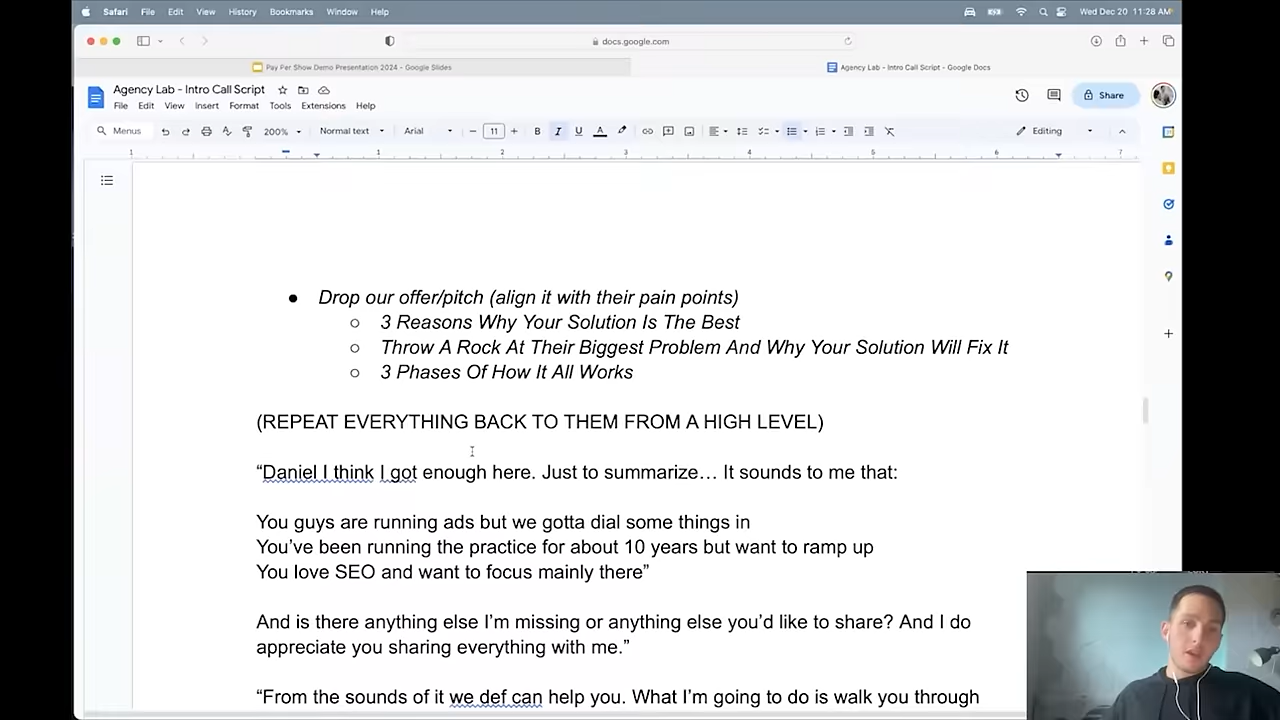 Safari File Edit View History Bookmarks Window Help Wed Dec 20 11:28 AM
docs.google.com
Pay Per Show Demo Presentation 2024 - Google Slides
Agency Lab - Intro Call Script - Google Docs
Agency Lab - Intro Call Script
Share
File Edit View Insert Format Tools Extensions Help
Menus 200% Normal text Arial 11 B I U A Editing
1 1 2 3 4 5 6 7
● Drop our offer/pitch (align it with their pain points)
○ 3 Reasons Why Your Solution Is The Best
○ Throw A Rock At Their Biggest Problem And Why Your Solution Will Fix It
○ 3 Phases Of How It All Works
(REPEAT EVERYTHING BACK TO THEM FROM A HIGH LEVEL)
“Daniel I think I got enough here. Just to summarize… It sounds to me that:
You guys are running ads but we gotta dial some things in
You’ve been running the practice for about 10 years but want to ramp up
You love SEO and want to focus mainly there”
And is there anything else I’m missing or anything else you’d like to share? And I do
appreciate you sharing everything with me.”
“From the sounds of it we def can help you. What I’m going to do is walk you through